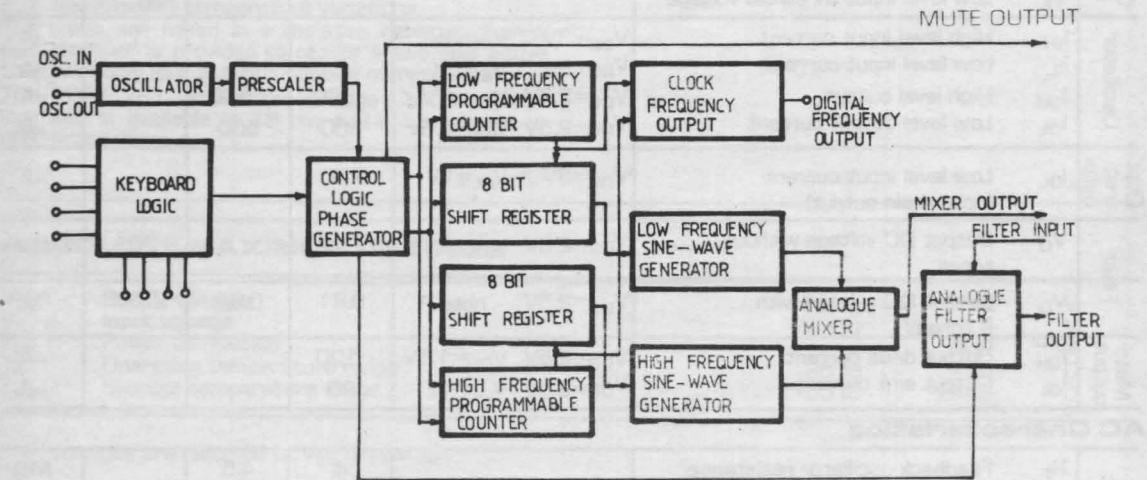 MUTE OUTPUT
OSC. IN
OSC.OUT
OSCILLATOR
PRESCALER
LOW FREQUENCY
PROGRAMMABLE
COUNTER
CLOCK
FREQUENCY
OUTPUT
DIGITAL
FREQUENCY
OUTPUT
KEYBOARD
LOGIC
CONTROL
LOGIC
PHASE
GENERATOR
8 BIT
SHIFT REGISTER
LOW FREQUENCY
SINE-WAVE
GENERATOR
MIXER OUTPUT
FILTER INPUT
8 BIT
SHIFT REGISTER
ANALOGUE
MIXER
ANALOGUE
FILTER
OUTPUT
FILTER
OUTPUT
HIGH FREQUENCY
PROGRAMMABLE
COUNTER
HIGH FREQUENCY
SINE-WAVE
GENERATOR